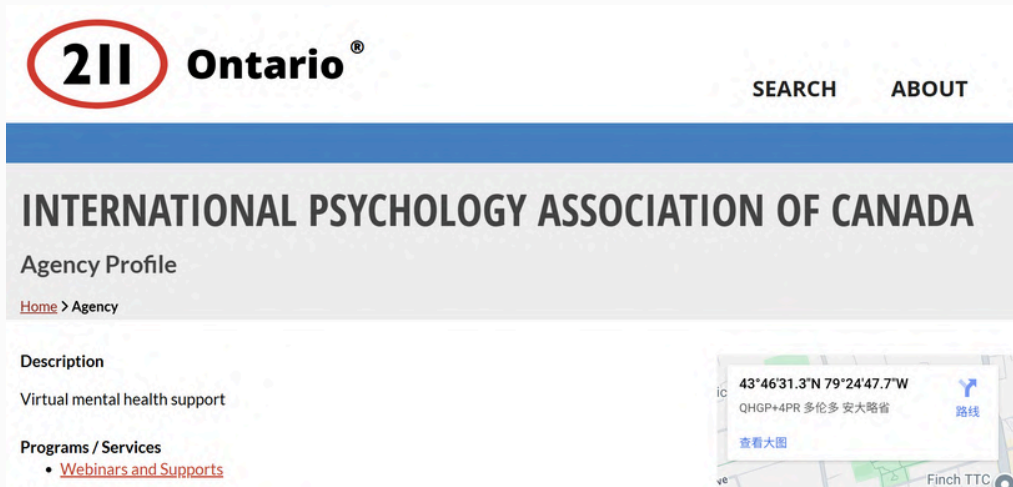 211 Ontario®
SEARCH ABOUT
INTERNATIONAL PSYCHOLOGY ASSOCIATION OF CANADA
Agency Profile
Home > Agency
Description
Virtual mental health support
Programs / Services
• Webinars and Supports
43°46'31.3"N 79°24'47.7"W
QHGP+4PR 多伦多 安大略省
路线
查看大图
Finch TTC